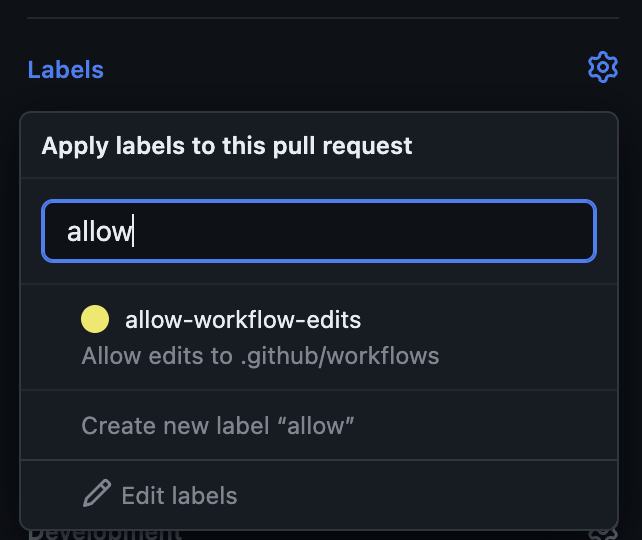 Labels
Apply labels to this pull request
allow
allow-workflow-edits
Allow edits to .github/workflows
Create new label “allow”
Edit labels
Development